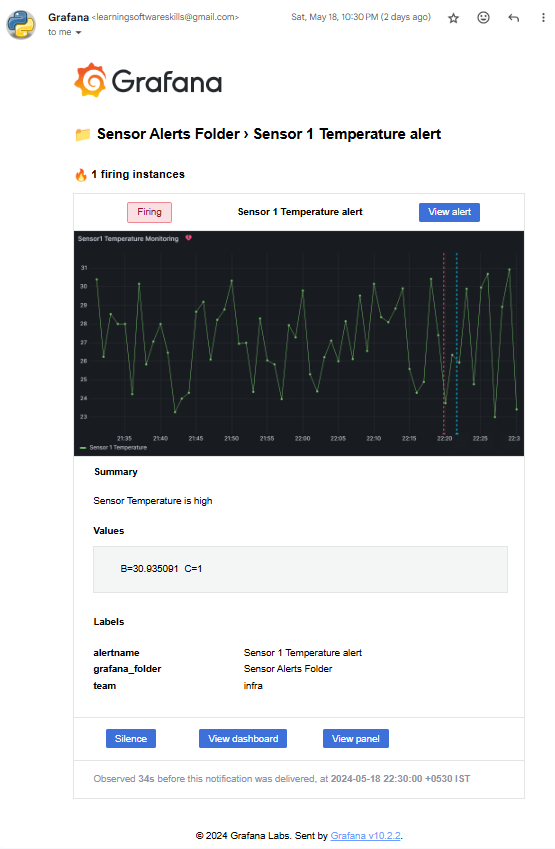 Grafana <learningsoftwareskills@gmail.com>
Sat, May 18, 10:30 PM (2 days ago)
to me
Grafana
Sensor Alerts Folder › Sensor 1 Temperature alert
1 firing instances
Firing
Sensor 1 Temperature alert
View alert
Sensor1 Temperature Monitoring
31
30
29
28
27
26
25
24
23
21:35 21:40 21:45 21:50 21:55 22:00 22:05 22:10 22:15 22:20 22:25 22:3
Sensor 1 Temperature
Summary
Sensor Temperature is high
Values
B=30.935091 C=1
Labels
alertname Sensor 1 Temperature alert
grafana_folder Sensor Alerts Folder
team infra
Silence
View dashboard
View panel
Observed 34s before this notification was delivered, at 2024-05-18 22:30:00 +0530 IST
© 2024 Grafana Labs. Sent by Grafana v10.2.2.